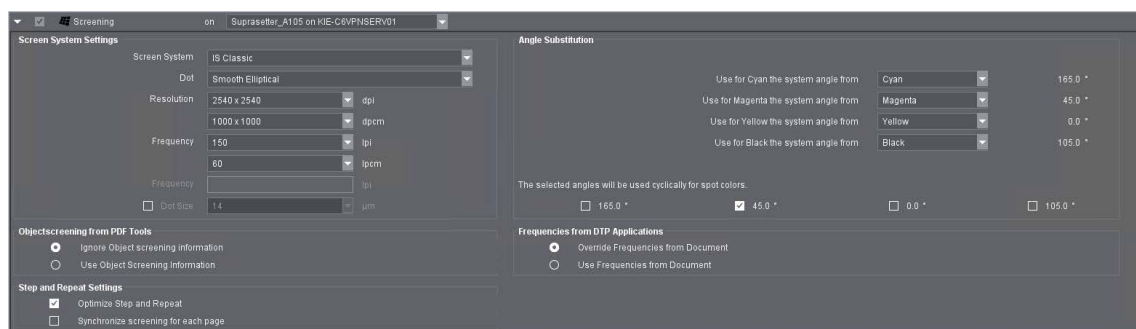 Screening on Suprasetter_A105 on KIE-C6VPNSERV01
Screen System Settings
Screen System IS Classic
Dot Smooth Elliptical
Resolution 2540 x 2540 dpi
1000 x 1000 dpcm
Frequency 150 lpi
60 lpcm
Frequency lpi
Dot Size 14 µm
Angle Substitution
Use for Cyan the system angle from Cyan 165.0 °
Use for Magenta the system angle from Magenta 45.0 °
Use for Yellow the system angle from Yellow 0.0 °
Use for Black the system angle from Black 105.0 °
The selected angles will be used cyclically for spot colors.
165.0 ° 45.0 ° 0.0 ° 105.0 °
Objectscreening from PDF Tools
Ignore Object screening information
Use Object Screening Information
Frequencies from DTP Applications
Override Frequencies from Document
Use Frequencies from Document
Step and Repeat Settings
Optimize Step and Repeat
Synchronize screening for each page